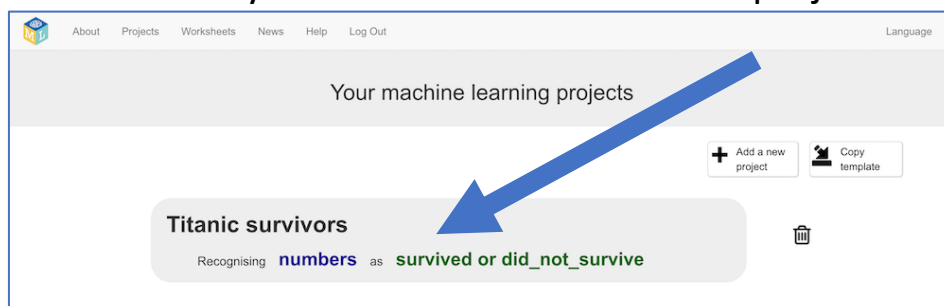 About Projects Worksheets News Help Log Out Language
Your machine learning projects
Add a new
project
Copy
template
Titanic survivors
Recognising numbers as survived or did_not_survive